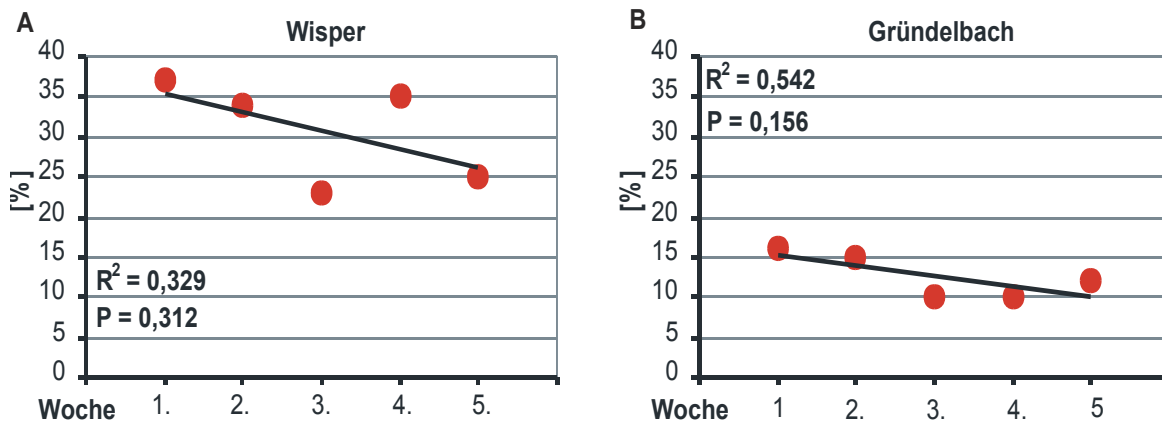 A
Wisper
40
35
30
25
20
15
10
5
0
[%]
R² = 0,329
P = 0,312
Woche 1. 2. 3. 4. 5.
B
Gründelbach
40
35
30
25
20
15
10
5
0
[%]
R² = 0,542
P = 0,156
Woche 1 2. 3. 4. 5